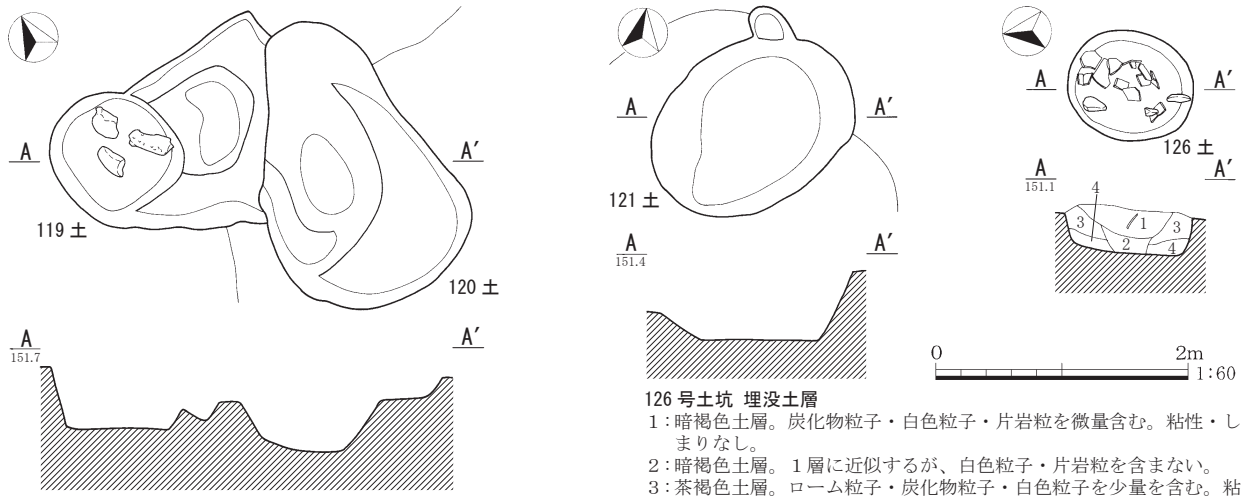 A A′
119 土
120 土
A A′
151.7
A A′
121 土
A A′
151.4
A A′
126 土
A A′
151.1
4
3 1 3
2 4
0 2m
1:60
126 号土坑 埋没土層
1：暗褐色土層。炭化物粒子・白色粒子・片岩粒を微量含む。粘性・し
まりなし。
2：暗褐色土層。１層に近似するが、白色粒子・片岩粒を含まない。
3：茶褐色土層。ローム粒子・炭化物粒子・白色粒子を少量を含む。粘